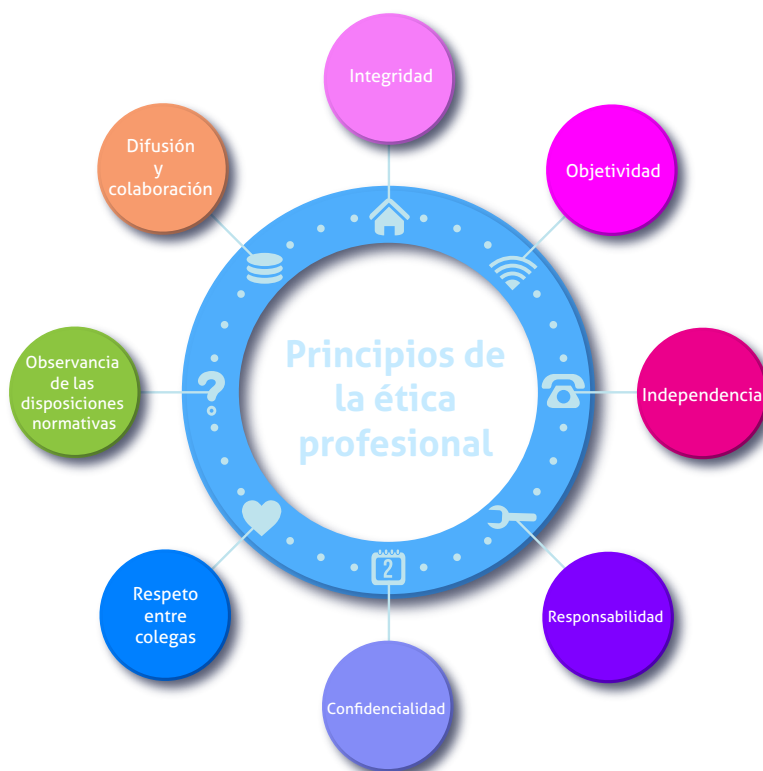 Principios de
la ética
profesional
Integridad
Objetividad
Independencia
Responsabilidad
2
Confidencialidad
Respeto
entre
colegas
?
Observancia
de las
disposiciones
normativas
Difusión
y
colaboración